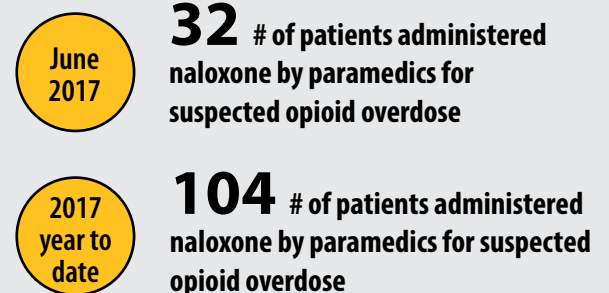 June
2017
32 # of patients administered
naloxone by paramedics for
suspected opioid overdose
2017
year to
date
104 # of patients administered
naloxone by paramedics for suspected
opioid overdose